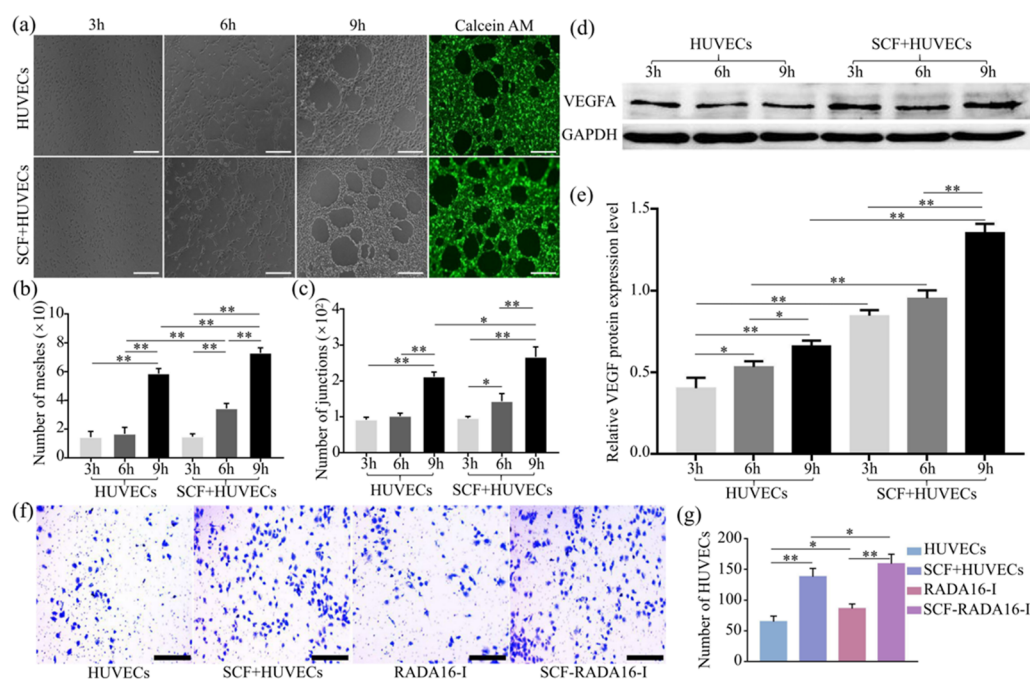 (a)
3h 6h 9h Calcein AM
HUVECs
SCF+HUVECs
(b)
Number of meshes (×10)
10
8
6
4
2
0
** ** ** ** ** ** **
3h 6h 9h 3h 6h 9h
HUVECs SCF+HUVECs
(c)
Number of junctions (×10²)
4
3
2
1
0
** ** * ** ** *
3h 6h 9h 3h 6h 9h
HUVECs SCF+HUVECs
(d)
HUVECs SCF+HUVECs
3h 6h 9h 3h 6h 9h
VEGFA
GAPDH
(e)
Relative VEGF protein expression level
1.5
1.0
0.5
0.0
** ** ** ** ** * ** *
3h 6h 9h 3h 6h 9h
HUVECs SCF+HUVECs
(f)
HUVECs SCF+HUVECs RADA16-I SCF-RADA16-I
(g)
Number of HUVECs
200
150
100
50
0
* * ** **
HUVECs
SCF+HUVECs
RADA16-I
SCF-RADA16-I